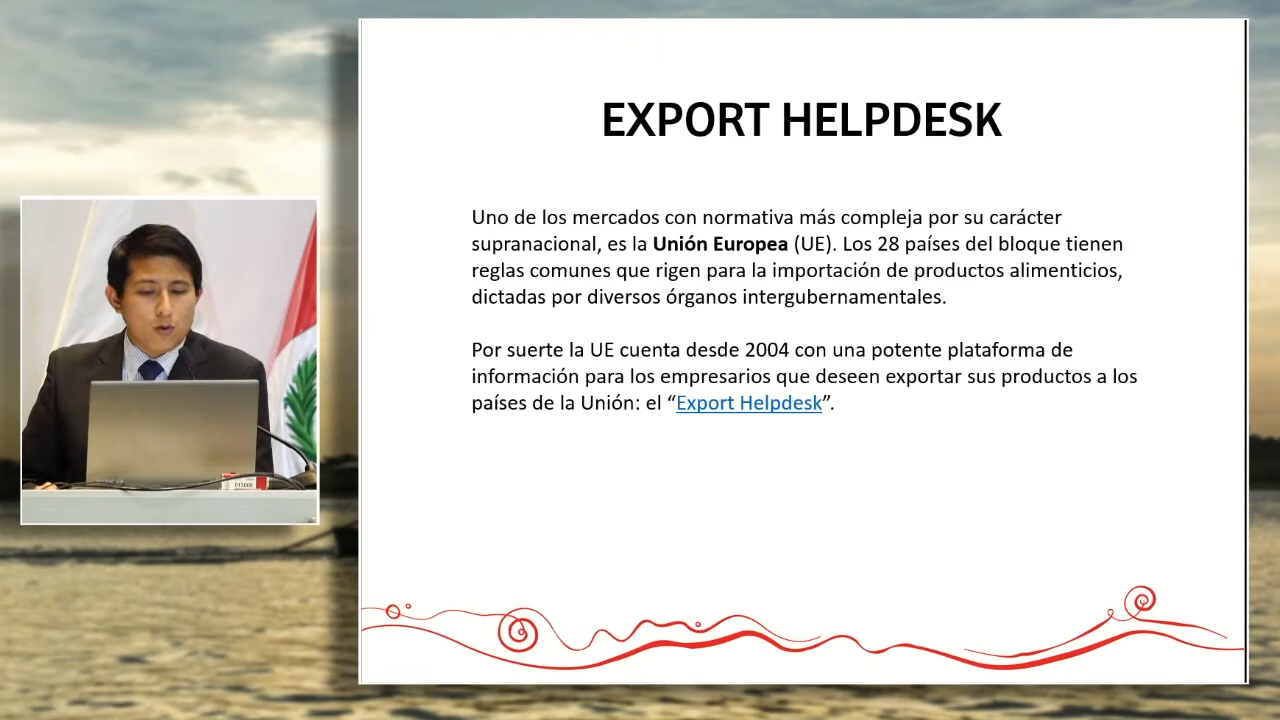 EXPORT HELPDESK
Uno de los mercados con normativa más compleja por su carácter
supranacional, es la Unión Europea (UE). Los 28 países del bloque tienen
reglas comunes que rigen para la importación de productos alimenticios,
dictadas por diversos órganos intergubernamentales.
Por suerte la UE cuenta desde 2004 con una potente plataforma de
información para los empresarios que deseen exportar sus productos a los
países de la Unión: el “Export Helpdesk”.